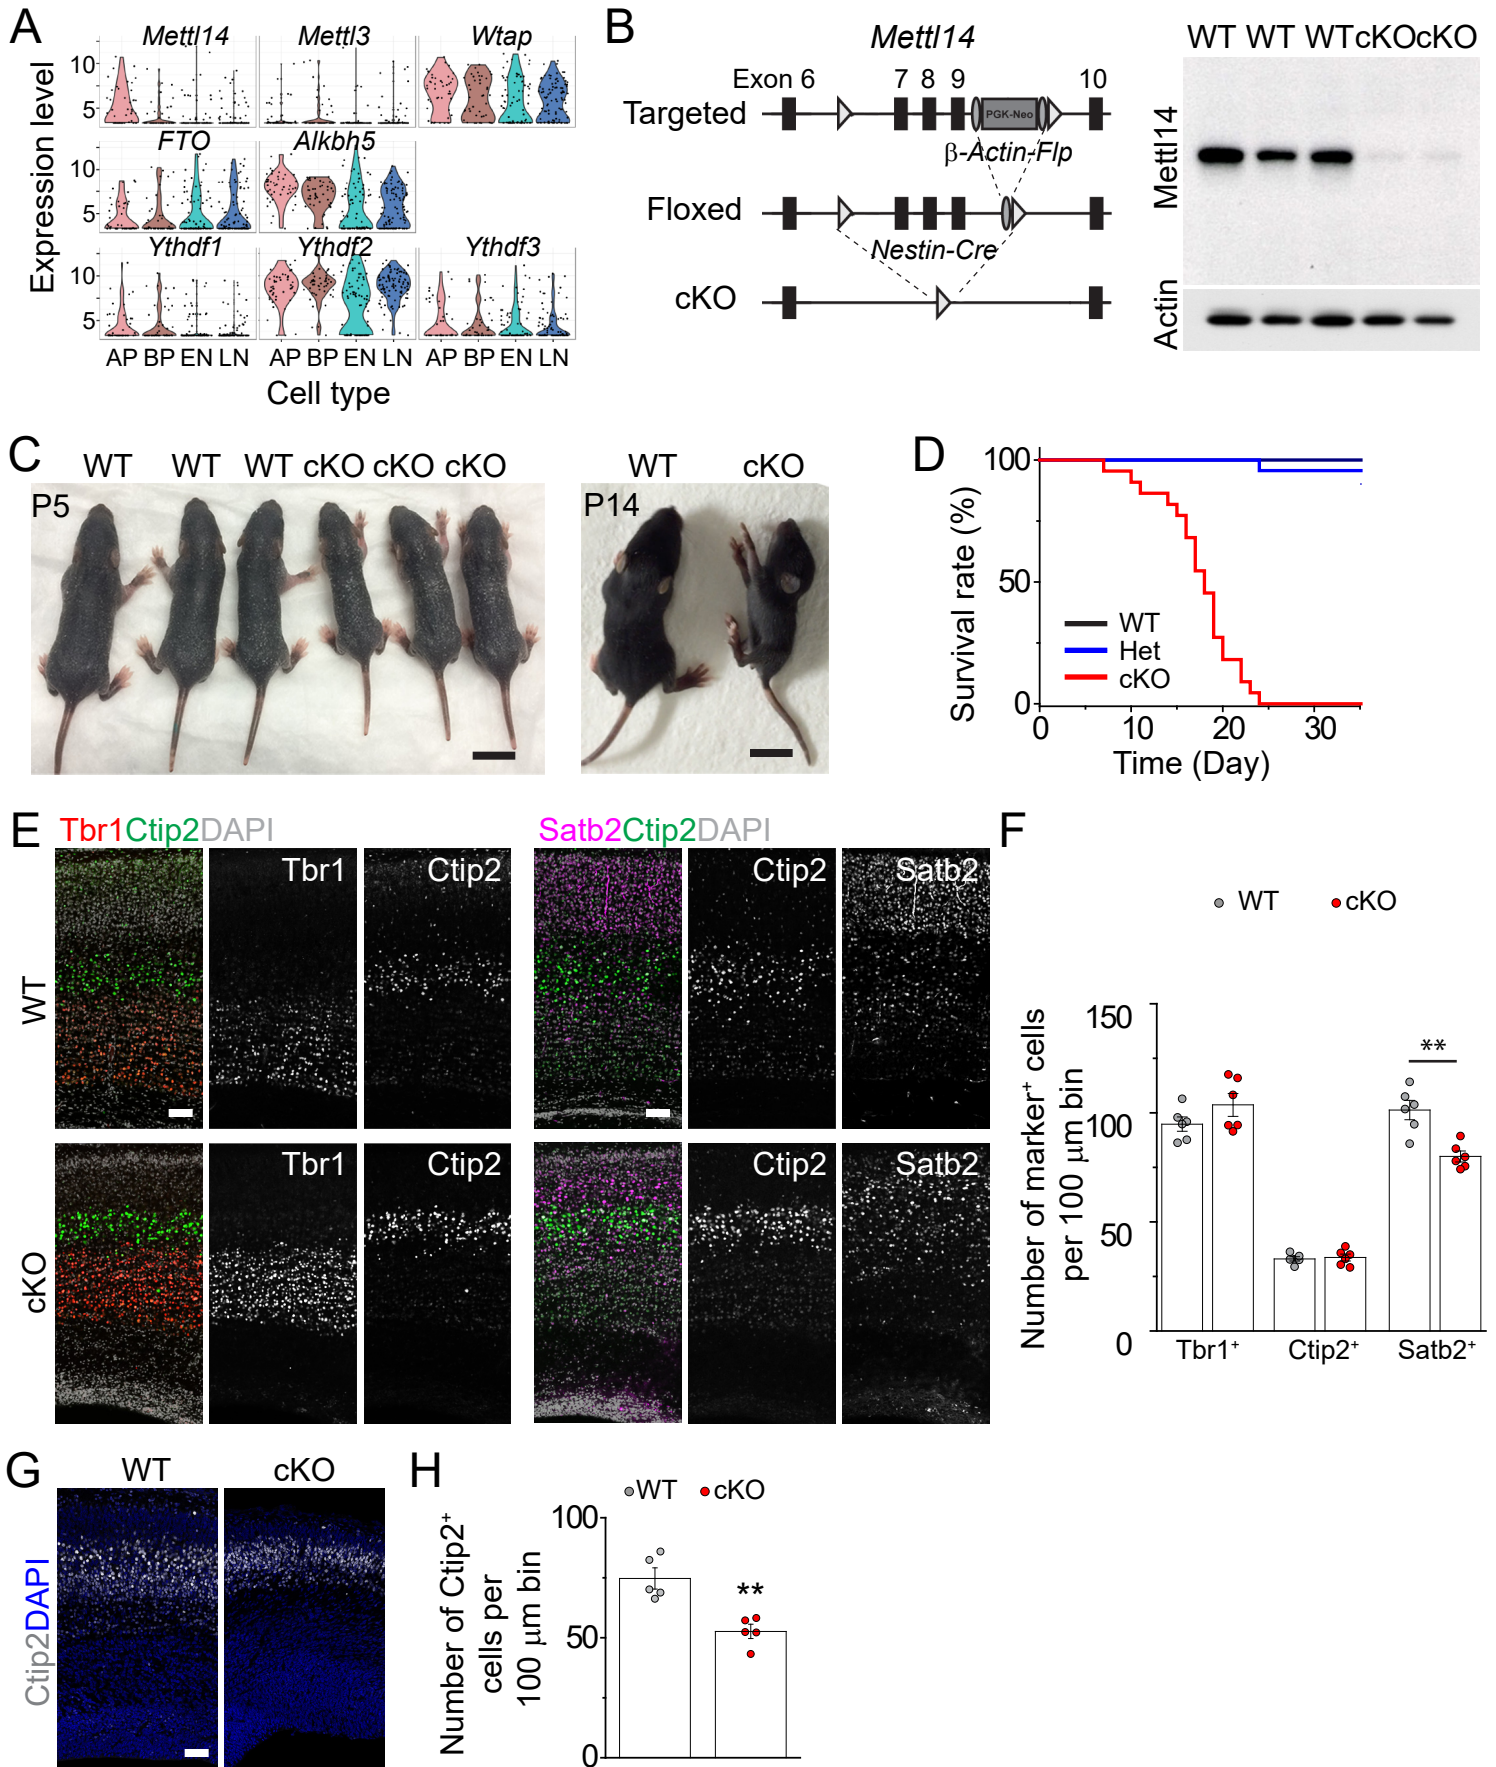 A
Mettl14 Mettl3 Wtap
10
5
FTO Alkbh5
10
5
Ythdf1 Ythdf2 Ythdf3
10
5
Expression level
AP BP EN LN AP BP EN LN AP BP EN LN
Cell type
B
Mettl14
Exon 6 7 8 9 10
Targeted
PGK-Neo
β-Actin-Flp
Floxed
Nestin-Cre
cKO
WT WT WT cKO cKO
Mettl14
Actin
C
WT WT WT cKO cKO cKO
P5
WT cKO
P14
D
100
50
0
Survival rate (%)
WT
Het
cKO
0 10 20 30
Time (Day)
E
Tbr1Ctip2DAPI
Satb2Ctip2DAPI
WT
Tbr1 Ctip2 Ctip2 Satb2
cKO
Tbr1 Ctip2 Ctip2 Satb2
F
WT cKO
Number of marker⁺ cells
per 100 μm bin
150
100
50
0
**
Tbr1⁺ Ctip2⁺ Satb2⁺
G
WT cKO
Ctip2DAPI
H
WT cKO
Number of Ctip2⁺
cells per
100 μm bin
100
50
0
**